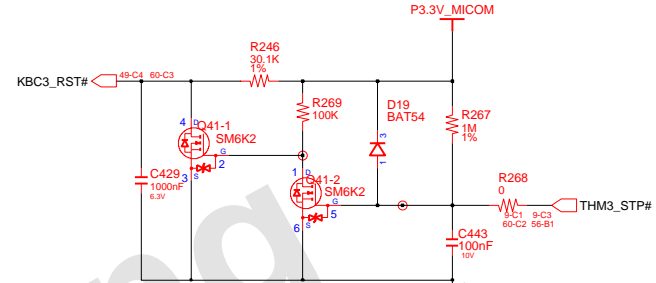 P3.3V_MICOM
R246
30.1K
1%
KBC3_RST#
49-C4 60-C3
R269
100K
D19
BAT54
3
1
R267
1M
1%
4 D
Q41-1
SM6K2
G
2
3 S
C429
1000nF
6.3V
1 D
Q41-2
SM6K2
G
5
6 S
R268
0
THM3_STP#
9-C1 9-C3
60-C2 56-B1
C443
100nF
10V